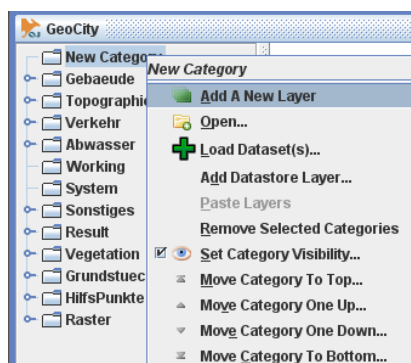 GeoCity
New Category
Gebaeude
Topographi
Verkehr
Abwasser
Working
System
Sonstiges
Result
Vegetation
Grundstuec
HilfsPunkte
Raster
New Category
Add A New Layer
Open...
Load Dataset(s)...
Add Datastore Layer...
Paste Layers
Remove Selected Categories
Set Category Visibility...
Move Category To Top...
Move Category One Up...
Move Category One Down...
Move Category To Bottom...